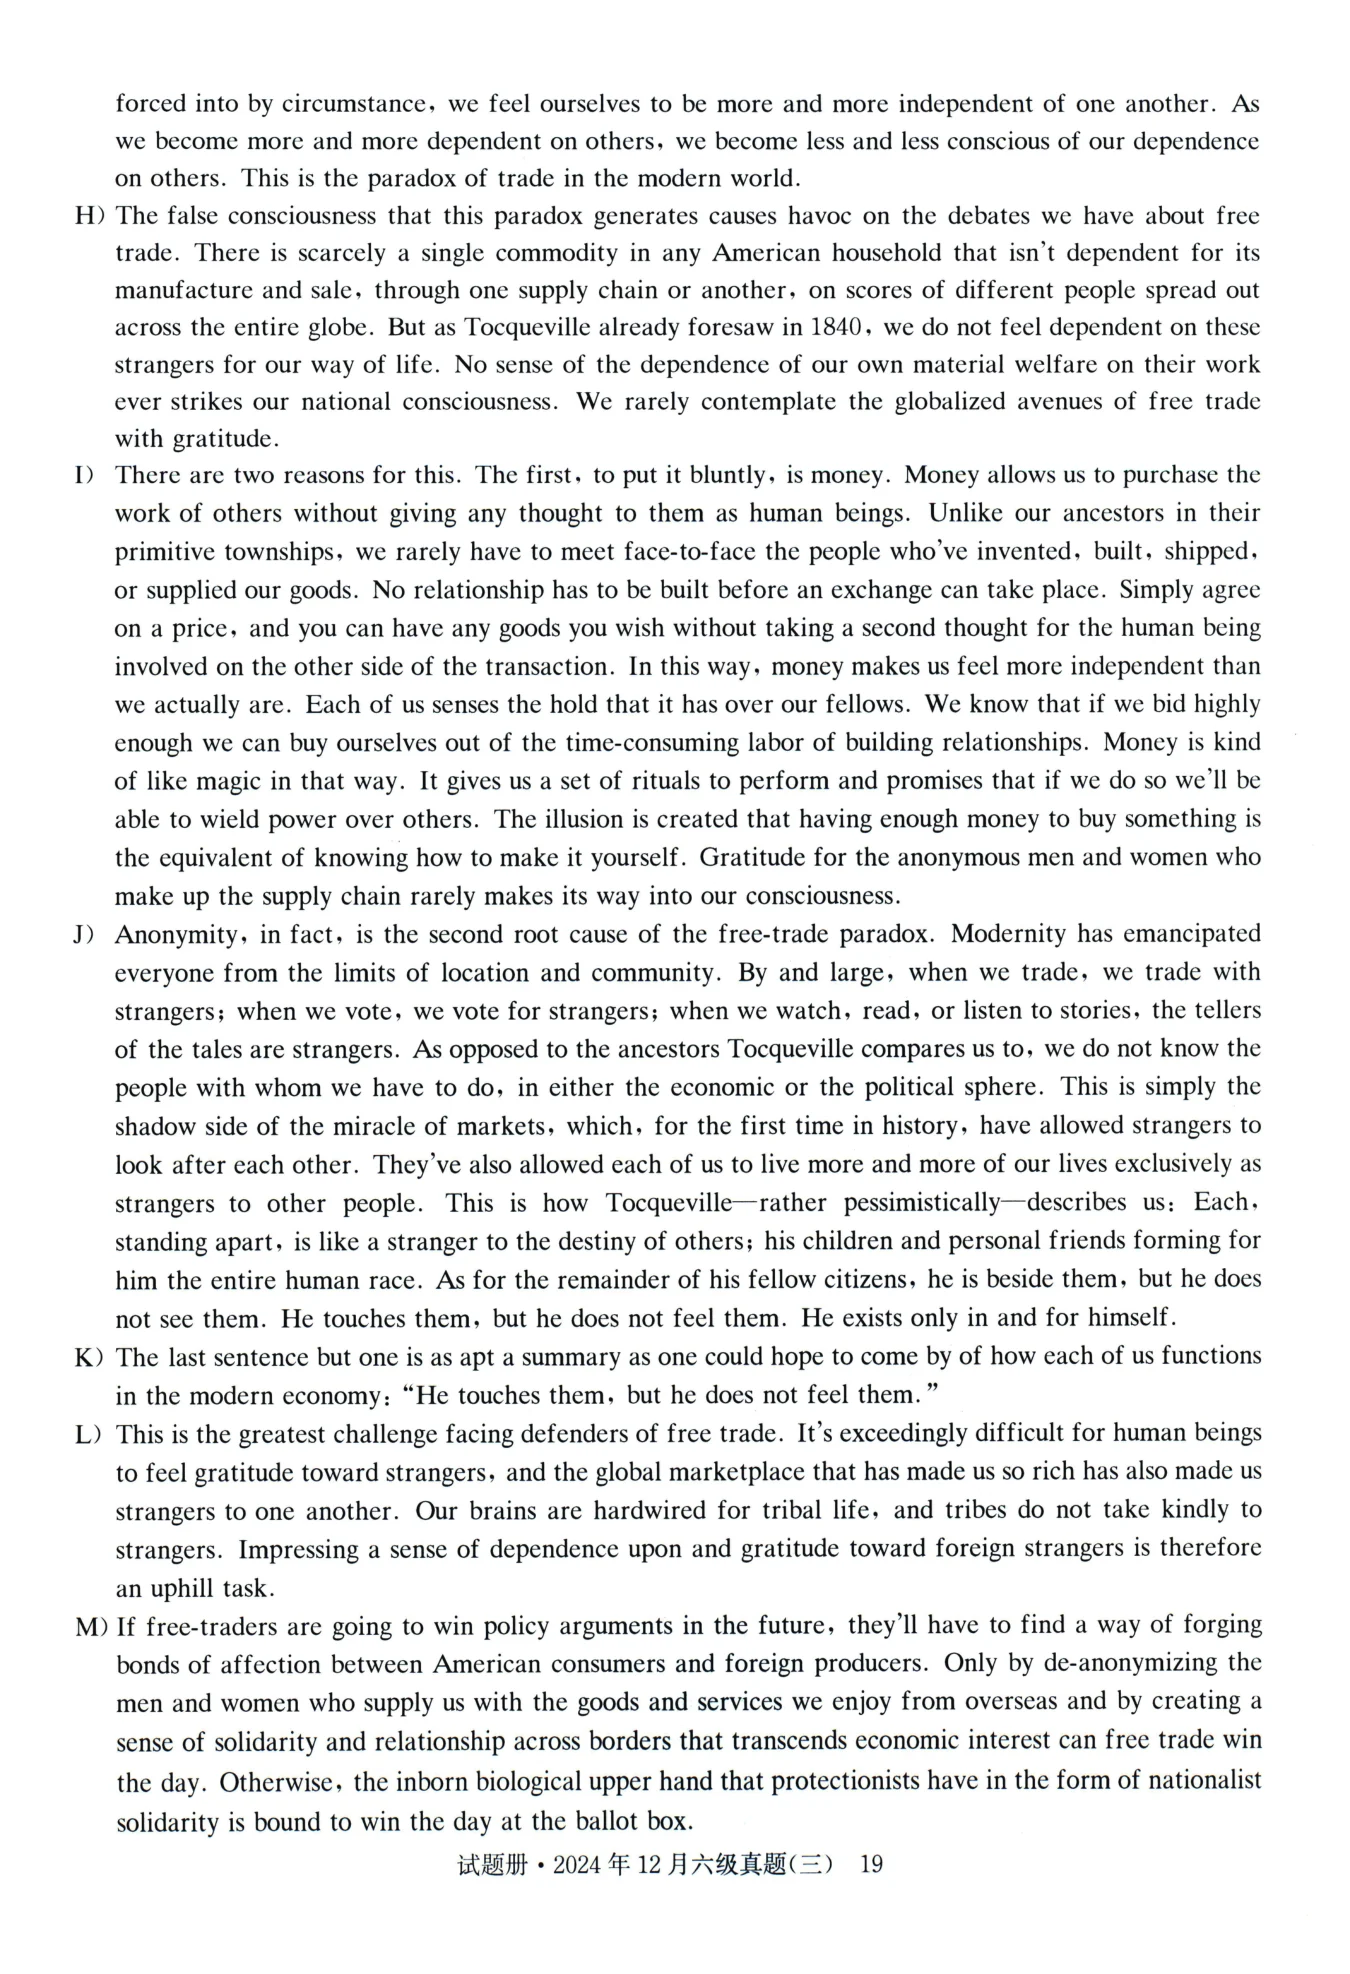 forced into by circumstance, we feel ourselves to be more and more independent of one another. As
we become more and more dependent on others, we become less and less conscious of our dependence
on others. This is the paradox of trade in the modern world.
H) The false consciousness that this paradox generates causes havoc on the debates we have about free
trade. There is scarcely a single commodity in any American household that isn't dependent for its
manufacture and sale, through one supply chain or another, on scores of different people spread out
across the entire globe. But as Tocqueville already foresaw in 1840, we do not feel dependent on these
strangers for our way of life. No sense of the dependence of our own material welfare on their work
ever strikes our national consciousness. We rarely contemplate the globalized avenues of free trade
with gratitude.
I) There are two reasons for this. The first, to put it bluntly, is money. Money allows us to purchase the
work of others without giving any thought to them as human beings. Unlike our ancestors in their
primitive townships, we rarely have to meet face-to-face the people who've invented, built, shipped,
or supplied our goods. No relationship has to be built before an exchange can take place. Simply agree
on a price, and you can have any goods you wish without taking a second thought for the human being
involved on the other side of the transaction. In this way, money makes us feel more independent than
we actually are. Each of us senses the hold that it has over our fellows. We know that if we bid highly
enough we can buy ourselves out of the time-consuming labor of building relationships. Money is kind
of like magic in that way. It gives us a set of rituals to perform and promises that if we do so we'll be
able to wield power over others. The illusion is created that having enough money to buy something is
the equivalent of knowing how to make it yourself. Gratitude for the anonymous men and women who
make up the supply chain rarely makes its way into our consciousness.
J) Anonymity, in fact, is the second root cause of the free-trade paradox. Modernity has emancipated
everyone from the limits of location and community. By and large, when we trade, we trade with
strangers; when we vote, we vote for strangers; when we watch, read, or listen to stories, the tellers
of the tales are strangers. As opposed to the ancestors Tocqueville compares us to, we do not know the
people with whom we have to do, in either the economic or the political sphere. This is simply the
shadow side of the miracle of markets, which, for the first time in history, have allowed strangers to
look after each other. They've also allowed each of us to live more and more of our lives exclusively as
strangers to other people. This is how Tocqueville—rather pessimistically—describes us: Each,
standing apart, is like a stranger to the destiny of others; his children and personal friends forming for
him the entire human race. As for the remainder of his fellow citizens, he is beside them, but he does
not see them. He touches them, but he does not feel them. He exists only in and for himself.
K) The last sentence but one is as apt a summary as one could hope to come by of how each of us functions
in the modern economy: “He touches them, but he does not feel them.”
L) This is the greatest challenge facing defenders of free trade. It's exceedingly difficult for human beings
to feel gratitude toward strangers, and the global marketplace that has made us so rich has also made us
strangers to one another. Our brains are hardwired for tribal life, and tribes do not take kindly to
strangers. Impressing a sense of dependence upon and gratitude toward foreign strangers is therefore
an uphill task.
M) If free-traders are going to win policy arguments in the future, they'll have to find a way of forging
bonds of affection between American consumers and foreign producers. Only by de-anonymizing the
men and women who supply us with the goods and services we enjoy from overseas and by creating a
sense of solidarity and relationship across borders that transcends economic interest can free trade win
the day. Otherwise, the inborn biological upper hand that protectionists have in the form of nationalist
solidarity is bound to win the day at the ballot box.
试题册·2024年12月六级真题(三) 19